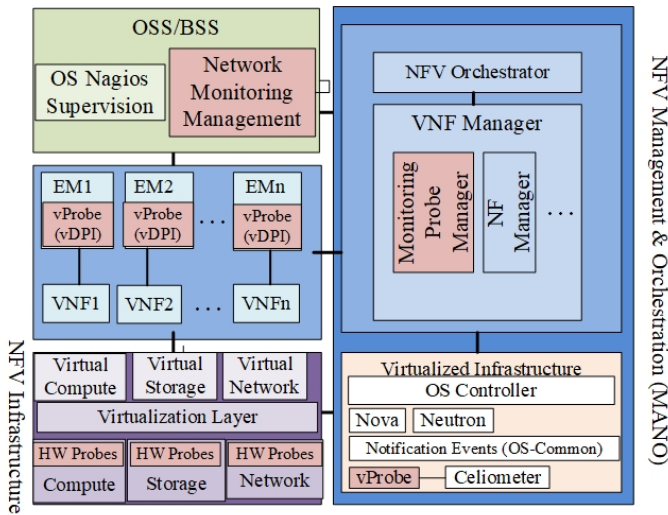 OSS/BSS
OS Nagios
Supervision
Network
Monitoring
Management
EM1
vProbe
(vDPI)
EM2
vProbe
(vDPI)
. . .
EMn
vProbe
(vDPI)
VNF1
VNF2
. . .
VNFn
Virtual
Compute
Virtual
Storage
Virtual
Network
Virtualization Layer
HW Probes
Compute
HW Probes
Storage
HW Probes
Network
NFV Infrastructure
NFV Orchestrator
VNF Manager
Monitoring
Probe
Manager
NF
Manager
. . .
Virtualized Infrastructure
OS Controller
Nova
Neutron
Notification Events (OS-Common)
vProbe
Celiometer
NFV Management & Orchestration (MANO)